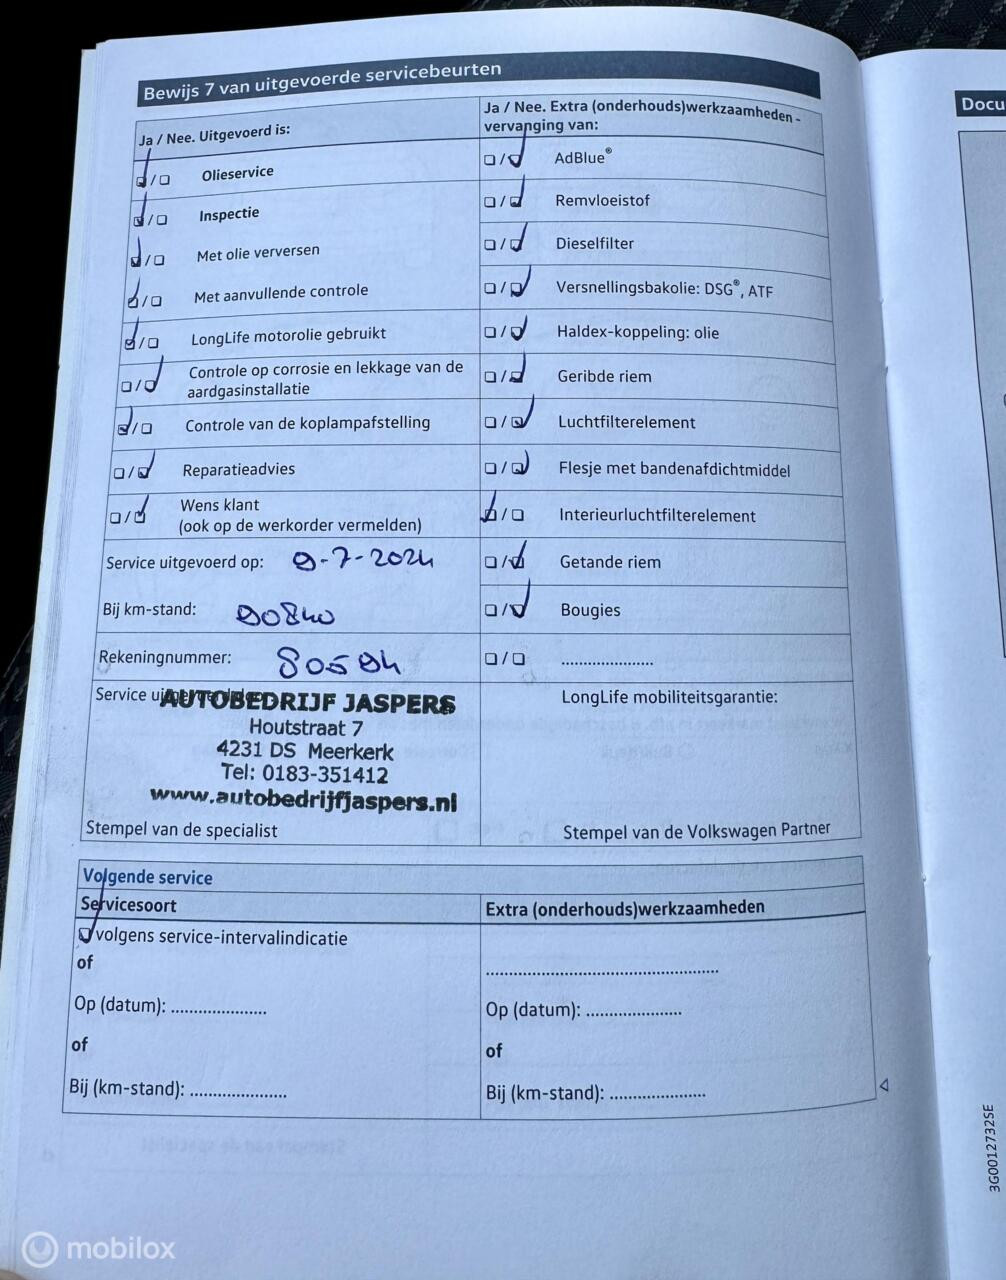 Bewijs 7 van uitgevoerde servicebeurten
Ja / Nee. Uitgevoerd is:
Olieservice
Inspectie
Met olie verversen
Met aanvullende controle
LongLife motorolie gebruikt
Controle op corrosie en lekkage van de
aardgasinstallatie
Controle van de koplampafstelling
Reparatieadvies
Wens klant
(ook op de werkorder vermelden)
Service uitgevoerd op: 9-7-2024
Bij km-stand: 90840
Rekeningnummer: 80594
Service
AUTOBEDRIJF JASPERS
Houtstraat 7
4231 DS Meerkerk
Tel: 0183-351412
www.autobedrijfjaspers.nl
Stempel van de specialist
Ja / Nee. Extra (onderhouds)werkzaamheden -
vervanging van:
AdBlue®
Remvloeistof
Dieselfilter
Versnellingsbakolie: DSG®, ATF
Haldex-koppeling: olie
Geribde riem
Luchtfilterelement
Flesje met bandenafdichtmiddel
Interieurluchtfilterelement
Getande riem
Bougies
/ ......................
LongLife mobiliteitsgarantie:
Stempel van de Volkswagen Partner
Volgende service
Servicesoort
volgens service-intervalindicatie
of
Op (datum): ......................
of
Bij (km-stand): ......................
Extra (onderhouds)werkzaamheden
......................................................
Op (datum): ......................
of
Bij (km-stand): ......................
Docu
3G0012732SE
mobilox